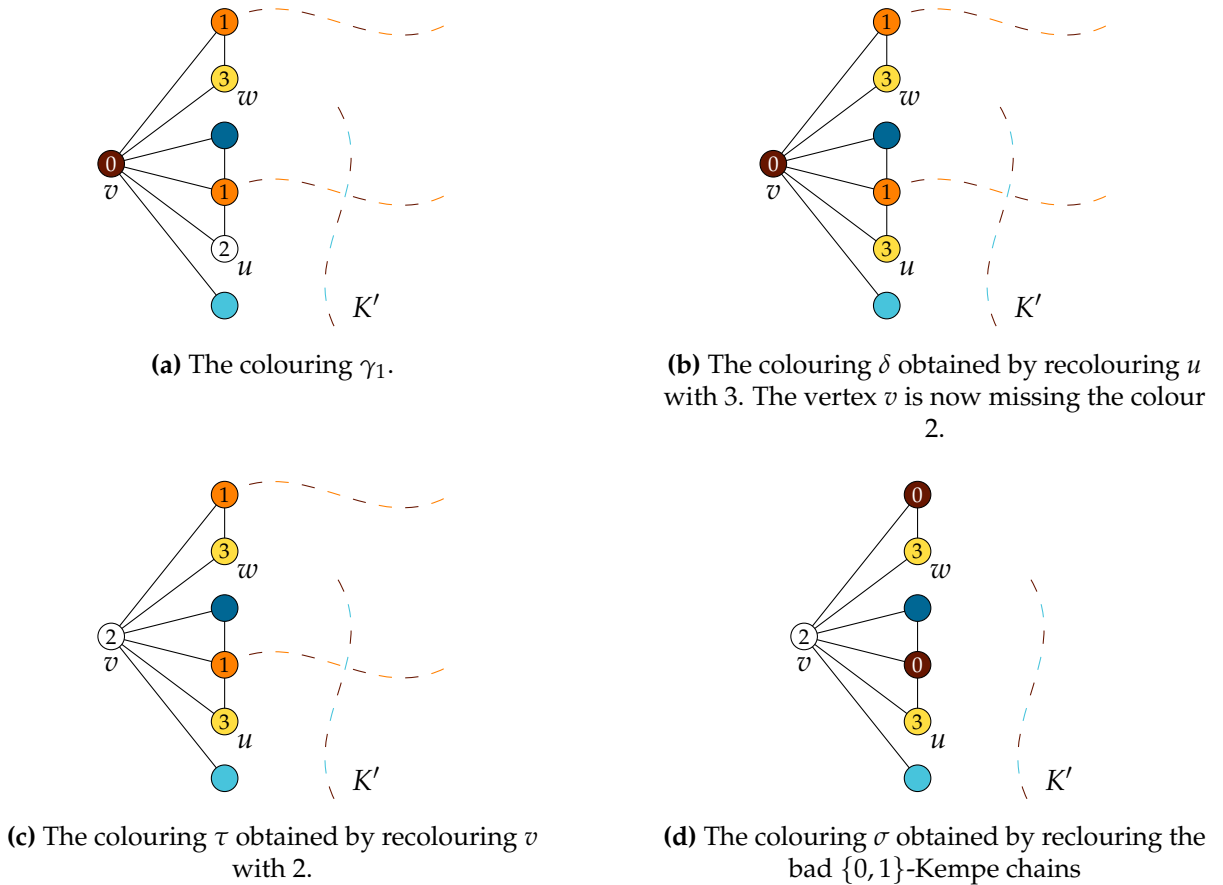 1
3
w
0
v
1
2
u
K′
(a) The colouring γ₁.
1
3
w
0
v
1
3
u
K′
(b) The colouring δ obtained by recolouring u
with 3. The vertex v is now missing the colour
2.
1
3
w
2
v
1
3
u
K′
(c) The colouring τ obtained by recolouring v
with 2.
0
3
w
2
v
0
3
u
K′
(d) The colouring σ obtained by reclouring the
bad {0, 1}-Kempe chains